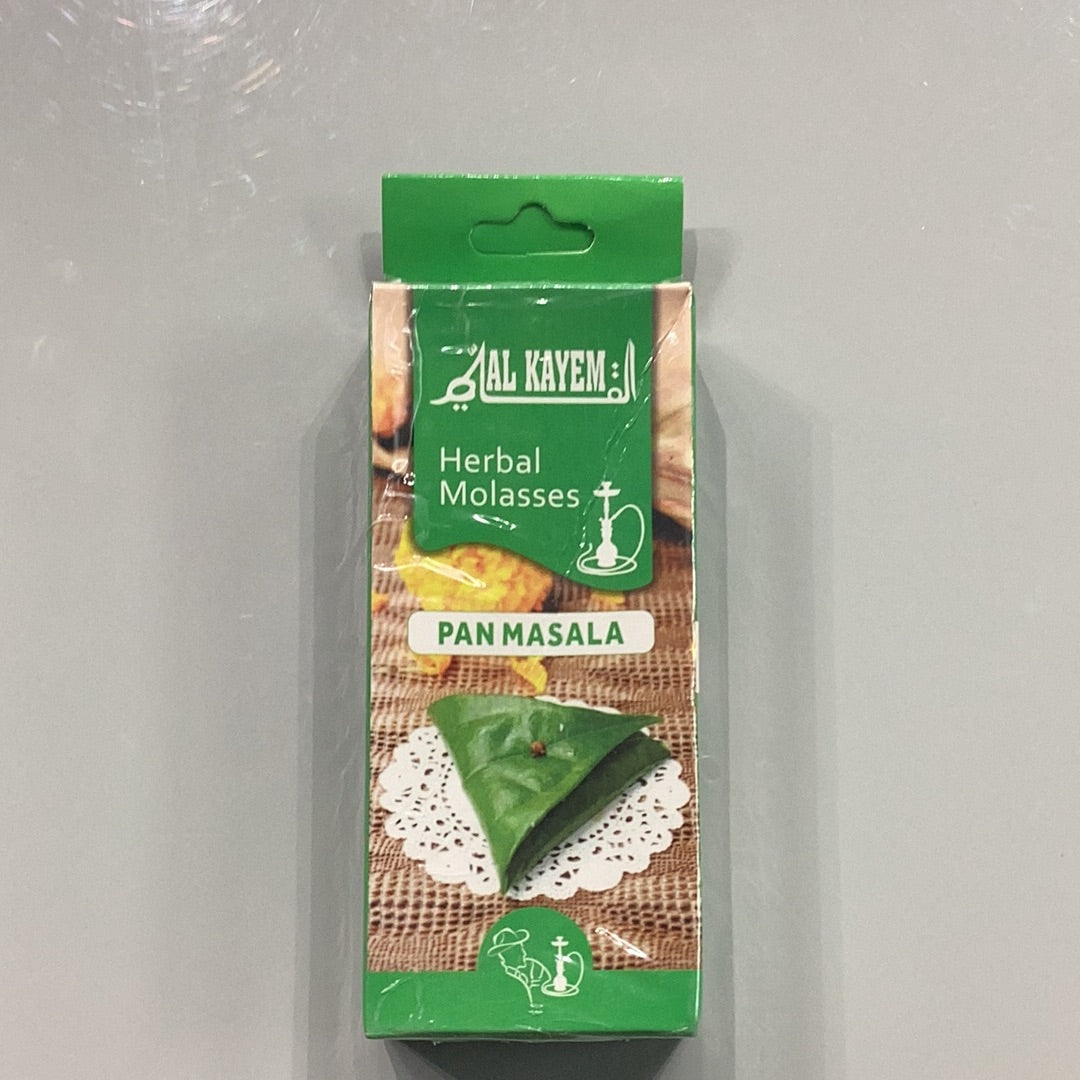 القايم
AL KAYEM
Herbal
Molasses
PAN MASALA